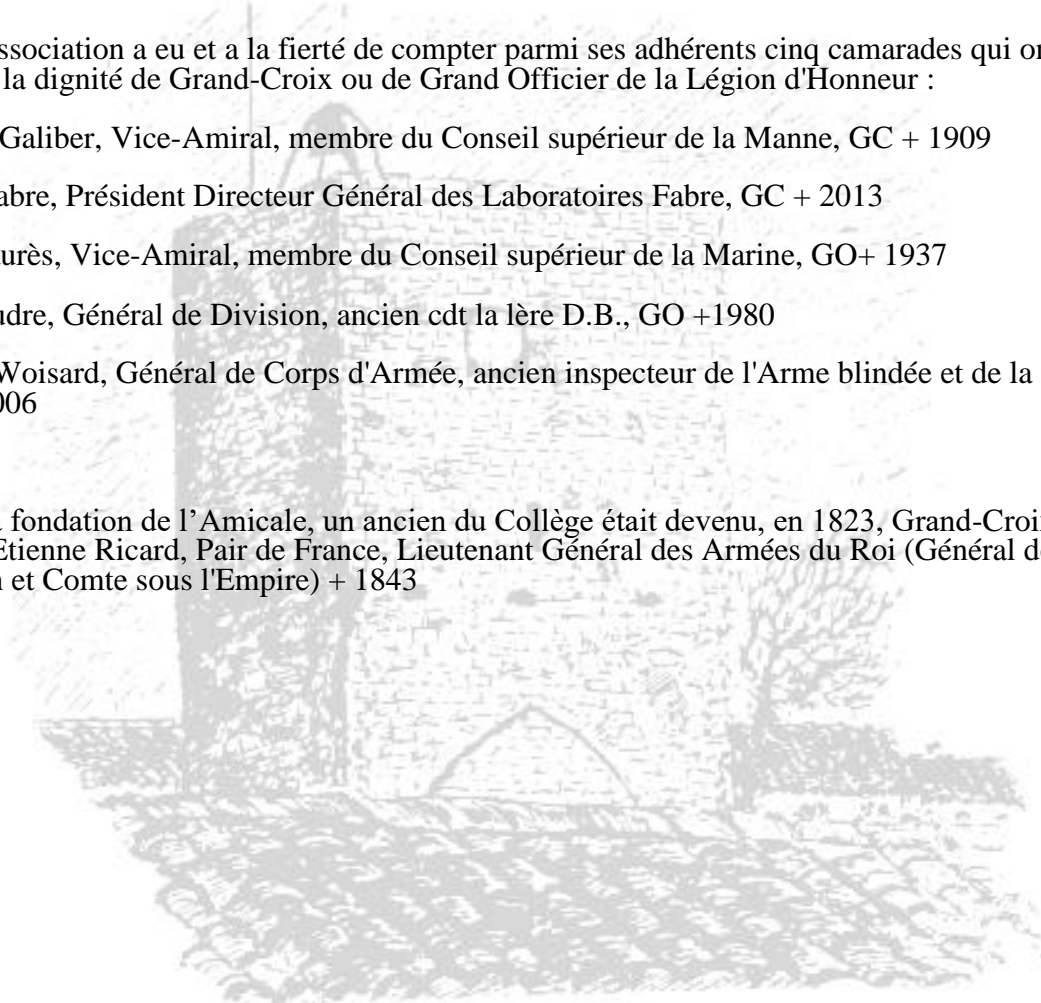 ssociation a eu et a la fierté de compter parmi ses adhérents cinq camarades qui on
la dignité de Grand-Croix ou de Grand Officier de la Légion d'Honneur :
Galiber, Vice-Amiral, membre du Conseil supérieur de la Manne, GC + 1909
abre, Président Directeur Général des Laboratoires Fabre, GC + 2013
urès, Vice-Amiral, membre du Conseil supérieur de la Marine, GO+ 1937
udre, Général de Division, ancien cdt la lère D.B., GO +1980
Woisard, Général de Corps d'Armée, ancien inspecteur de l'Arme blindée et de la
006
fondation de l’Amicale, un ancien du Collège était devenu, en 1823, Grand-Croix
Etienne Ricard, Pair de France, Lieutenant Général des Armées du Roi (Général de
n et Comte sous l'Empire) + 1843